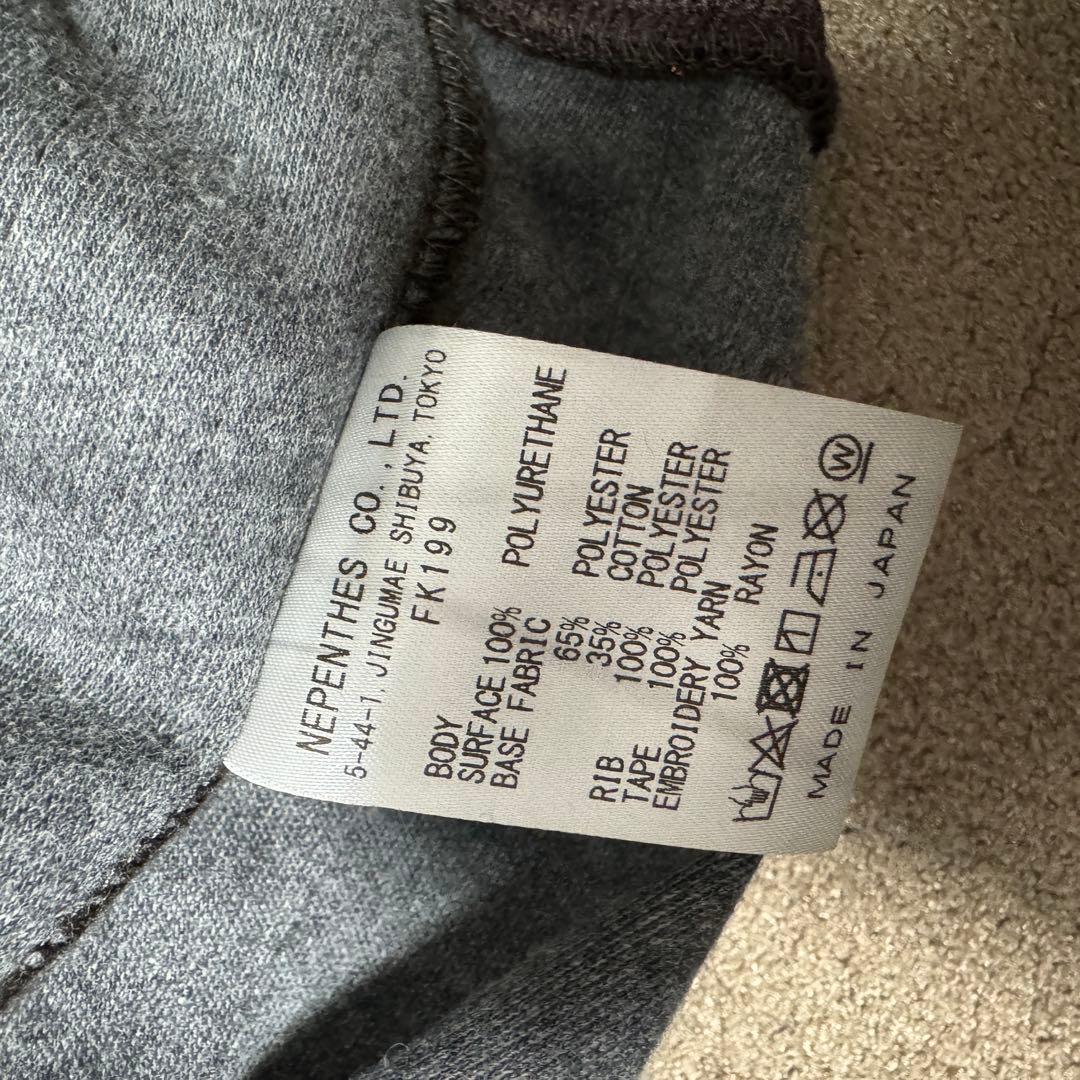 NEPENTHES CO., LTD.
5-44-1, JINGUMAE SHIBUYA, TOKYO
FK199
BODY
SURFACE 100% POLYURETHANE
BASE FABRIC
65% POLYESTER
35% COTTON
RIB 100% POLYESTER
TAPE 100% POLYESTER
EMBROIDERY YARN
100% RAYON
W
MADE IN JAPAN